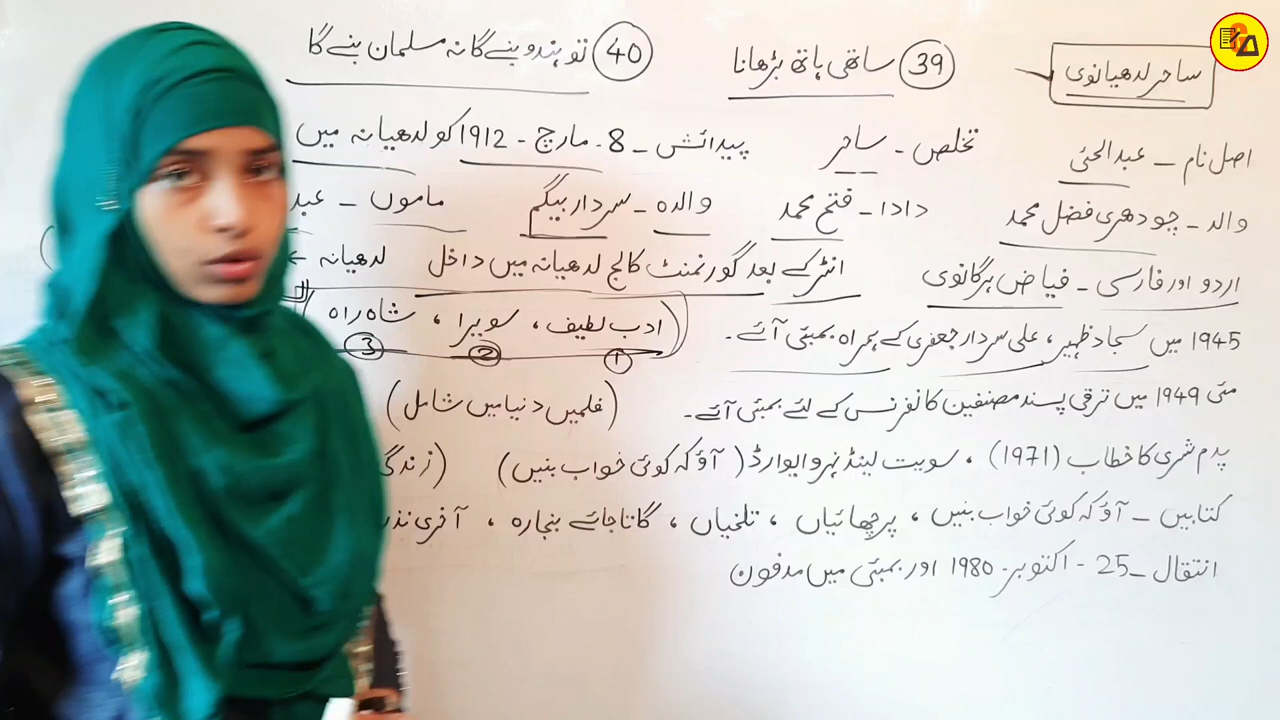 ساحر لدھیانوی
39 ساتھی ہاتھ بڑھانا
40 تو ہندو بنے گا نہ مسلمان بنے گا
اصل نام – عبدالحئی تخلص – ساحر پیدائش – 8 - مارچ - 1912 کو لدھیانہ میں
والد – چودھری فضل محمد دادا – فتح محمد والدہ – سردار بیگم ماموں –
اردو اور فارسی – فیاض ہرگانوی انٹر کے بعد گورنمنٹ کالج لدھیانہ میں داخل لدھیانہ ←
1945 میں سجاد ظہیر، علی سردار جعفری کے ہمراہ بمبئی آئے۔ (ادب لطیف، سویرا، شاہ راہ
1 2 3
مئی 1949 میں ترقی پسند مصنفین کانفرنس کے لئے بمبئی آئے۔ (فلمیں دنیا میں شامل)
پدم شری کا خطاب (1971)، سویت لینڈ نہرو ایوارڈ (آؤ کہ کوئی خواب بنیں)
کتابیں – آؤ کہ کوئی خواب بنیں، پرچھائیاں، تلخیاں، گاتا جائے بنجارہ، آخری
انتقال – 25 - اکتوبر - 1980 اور بمبئی میں مدفون